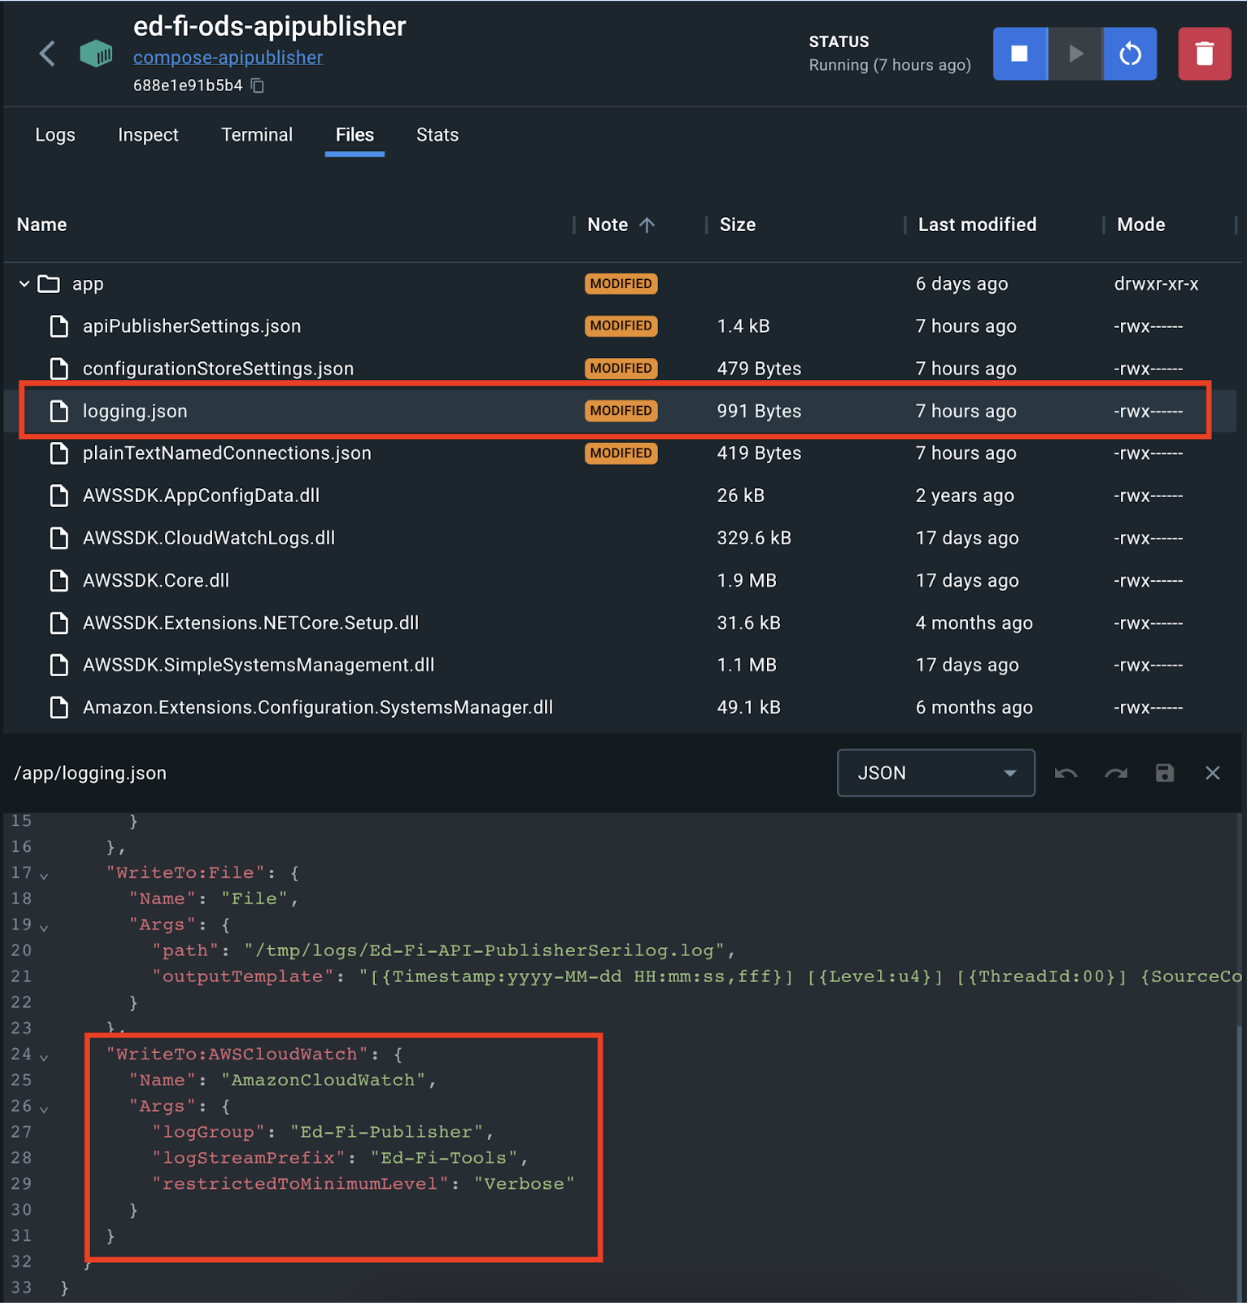 ed-fi-ods-apipublisher
compose-apipublisher
688e1e91b5b4
STATUS
Running (7 hours ago)
Logs Inspect Terminal Files Stats
Name Note Size Last modified Mode
app MODIFIED 6 days ago drwxr-xr-x
apiPublisherSettings.json MODIFIED 1.4 kB 7 hours ago -rwx------
configurationStoreSettings.json MODIFIED 479 Bytes 7 hours ago -rwx------
logging.json MODIFIED 991 Bytes 7 hours ago -rwx------
plainTextNamedConnections.json MODIFIED 419 Bytes 7 hours ago -rwx------
AWSSDK.AppConfigData.dll 26 kB 2 years ago -rwx------
AWSSDK.CloudWatchLogs.dll 329.6 kB 17 days ago -rwx------
AWSSDK.Core.dll 1.9 MB 17 days ago -rwx------
AWSSDK.Extensions.NETCore.Setup.dll 31.6 kB 4 months ago -rwx------
AWSSDK.SimpleSystemsManagement.dll 1.1 MB 17 days ago -rwx------
Amazon.Extensions.Configuration.SystemsManager.dll 49.1 kB 6 months ago -rwx------
/app/logging.json JSON
15 }
16 },
17 "WriteTo:File": {
18 "Name": "File",
19 "Args": {
20 "path": "/tmp/logs/Ed-Fi-API-PublisherSerilog.log",
21 "outputTemplate": "[{Timestamp:yyyy-MM-dd HH:mm:ss,fff}] [{Level:u4}] [{ThreadId:00}] {SourceCo
22 }
23 },
24 "WriteTo:AWSCloudWatch": {
25 "Name": "AmazonCloudWatch",
26 "Args": {
27 "logGroup": "Ed-Fi-Publisher",
28 "logStreamPrefix": "Ed-Fi-Tools",
29 "restrictedToMinimumLevel": "Verbose"
30 }
31 }
32 }
33 }